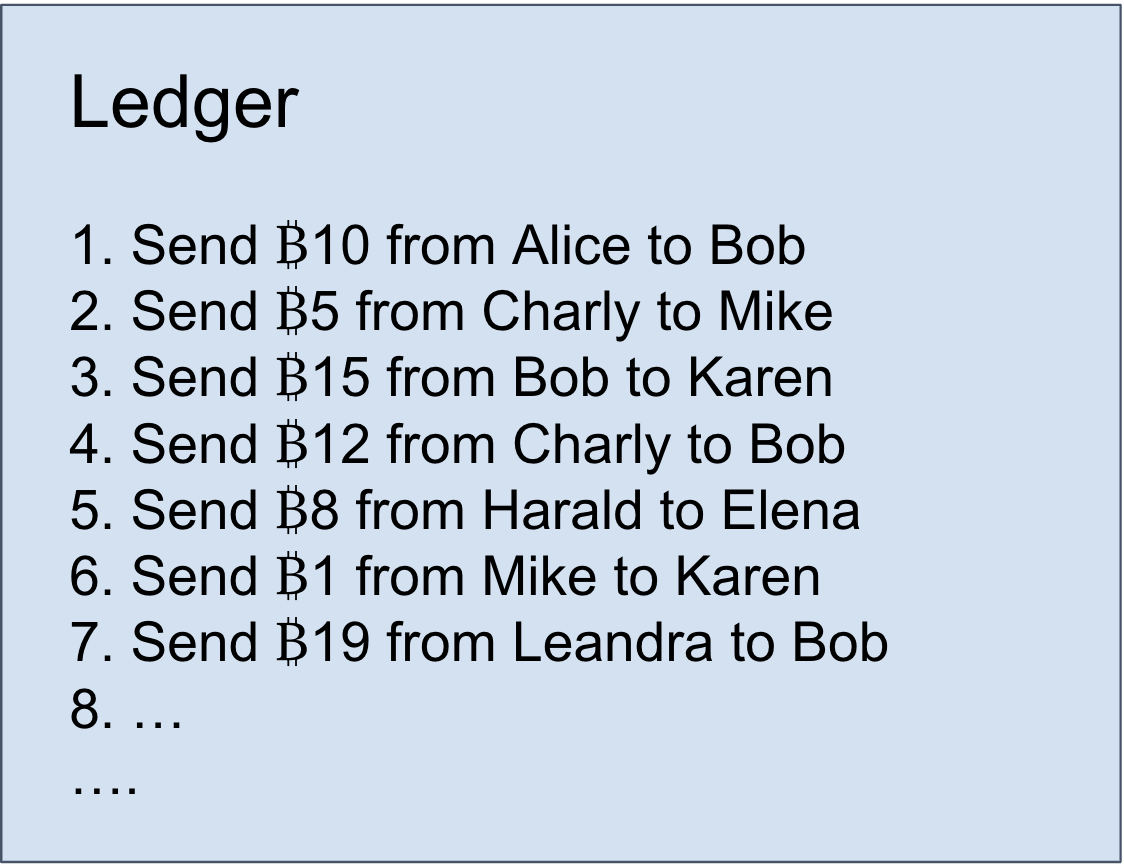 Ledger
1. Send ₿10 from Alice to Bob
2. Send ₿5 from Charly to Mike
3. Send ₿15 from Bob to Karen
4. Send ₿12 from Charly to Bob
5. Send ₿8 from Harald to Elena
6. Send ₿1 from Mike to Karen
7. Send ₿19 from Leandra to Bob
8. …
….